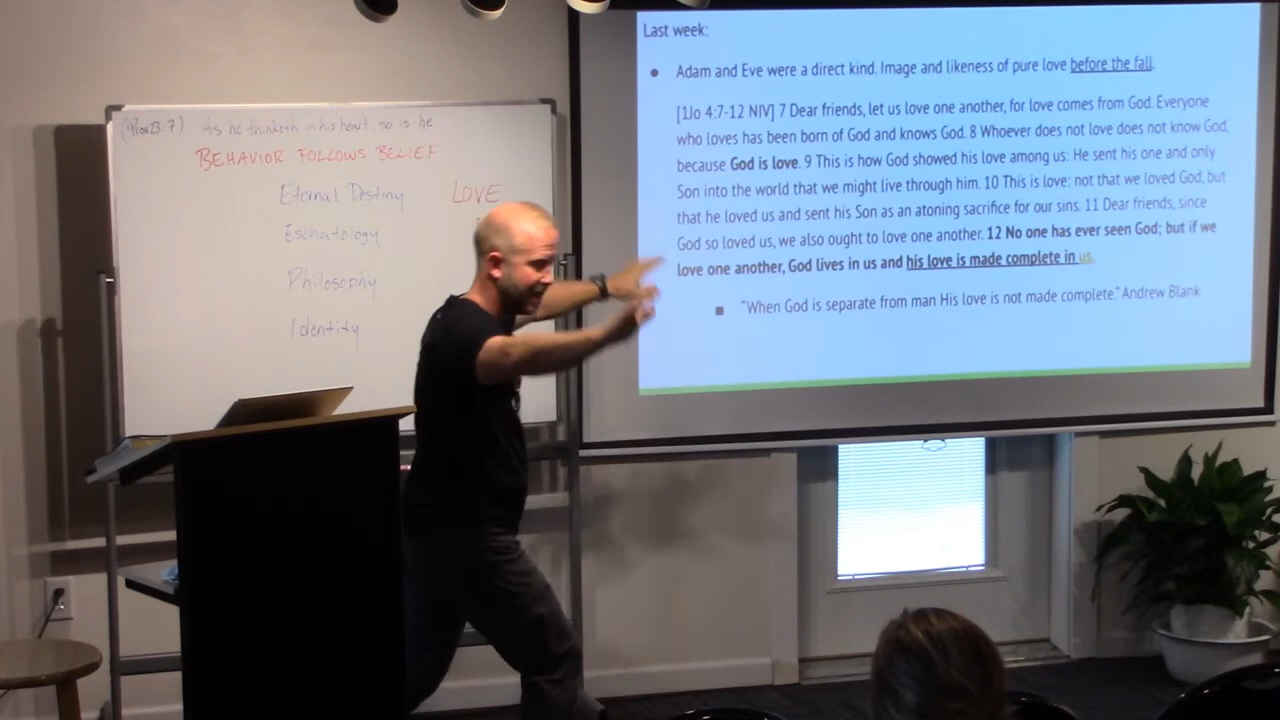 (Prov 23:7) As he thinketh in his heart, so is he
BEHAVIOR FOLLOWS BELIEF
Eternal Destiny LOVE
Eschatology
Philosophy
Identity
Last week:
• Adam and Eve were a direct kind. Image and likeness of pure love before the fall.
[1Jo 4:7-12 NIV] 7 Dear friends, let us love one another, for love comes from God. Everyone
who loves has been born of God and knows God. 8 Whoever does not love does not know God,
because God is love. 9 This is how God showed his love among us: He sent his one and only
Son into the world that we might live through him. 10 This is love: not that we loved God, but
that he loved us and sent his Son as an atoning sacrifice for our sins. 11 Dear friends, since
God so loved us, we also ought to love one another. 12 No one has ever seen God; but if we
love one another, God lives in us and his love is made complete in us.
▪ "When God is separate from man His love is not made complete." Andrew Blank